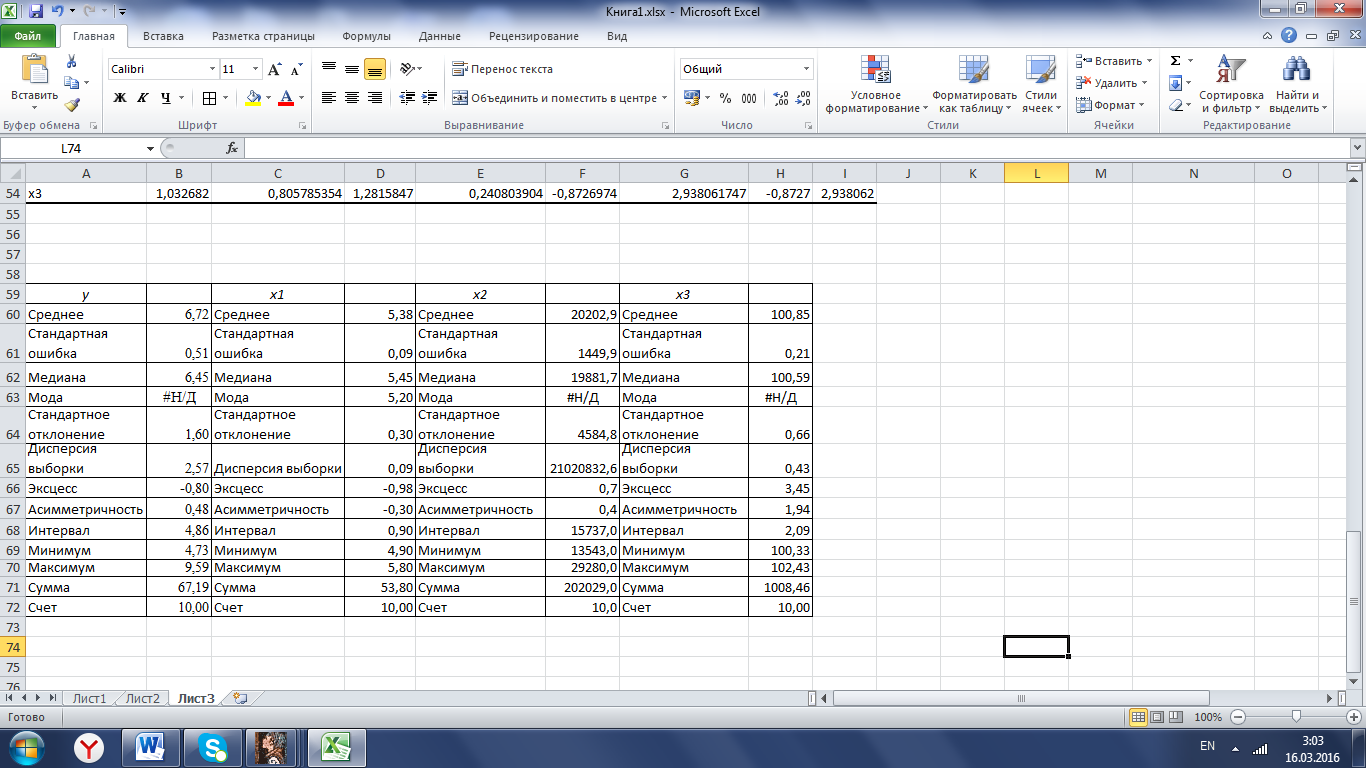 Книга1.xlsx - Microsoft Excel
Файл Главная Вставка Разметка страницы Формулы Данные Рецензирование Вид
Вставить
Calibri 11
Ж К Ч
Перенос текста
Объединить и поместить в центре
Общий
% 000
Условное форматирование
Форматировать как таблицу
Стили ячеек
Вставить
Удалить
Формат
Σ
Сортировка и фильтр
Найти и выделить
Буфер обмена Шрифт Выравнивание Число Стили Ячейки Редактирование
L74 fx
A B C D E F G H I J K L M N O
54 x3 1,032682 0,805785354 1,2815847 0,240803904 -0,8726974 2,938061747 -0,8727 2,938062
55
56
57
58
59 y x1 x2 x3
60 Среднее 6,72 Среднее 5,38 Среднее 20202,9 Среднее 100,85
Стандартная Стандартная Стандартная Стандартная
61 ошибка 0,51 ошибка 0,09 ошибка 1449,9 ошибка 0,21
62 Медиана 6,45 Медиана 5,45 Медиана 19881,7 Медиана 100,59
63 Мода #Н/Д Мода 5,20 Мода #Н/Д Мода #Н/Д
Стандартное Стандартное Стандартное Стандартное
64 отклонение 1,60 отклонение 0,30 отклонение 4584,8 отклонение 0,66
Дисперсия Дисперсия Дисперсия
65 выборки 2,57 Дисперсия выборки 0,09 выборки 21020832,6 выборки 0,43
66 Эксцесс -0,80 Эксцесс -0,98 Эксцесс 0,7 Эксцесс 3,45
67 Асимметричность 0,48 Асимметричность -0,30 Асимметричность 0,4 Асимметричность 1,94
68 Интервал 4,86 Интервал 0,90 Интервал 15737,0 Интервал 2,09
69 Минимум 4,73 Минимум 4,90 Минимум 13543,0 Минимум 100,33
70 Максимум 9,59 Максимум 5,80 Максимум 29280,0 Максимум 102,43
71 Сумма 67,19 Сумма 53,80 Сумма 202029,0 Сумма 1008,46
72 Счет 10,00 Счет 10,00 Счет 10,0 Счет 10,00
73
74
75
76
Лист1 Лист2 Лист3
Готово 100%
EN 3:03
16.03.2016